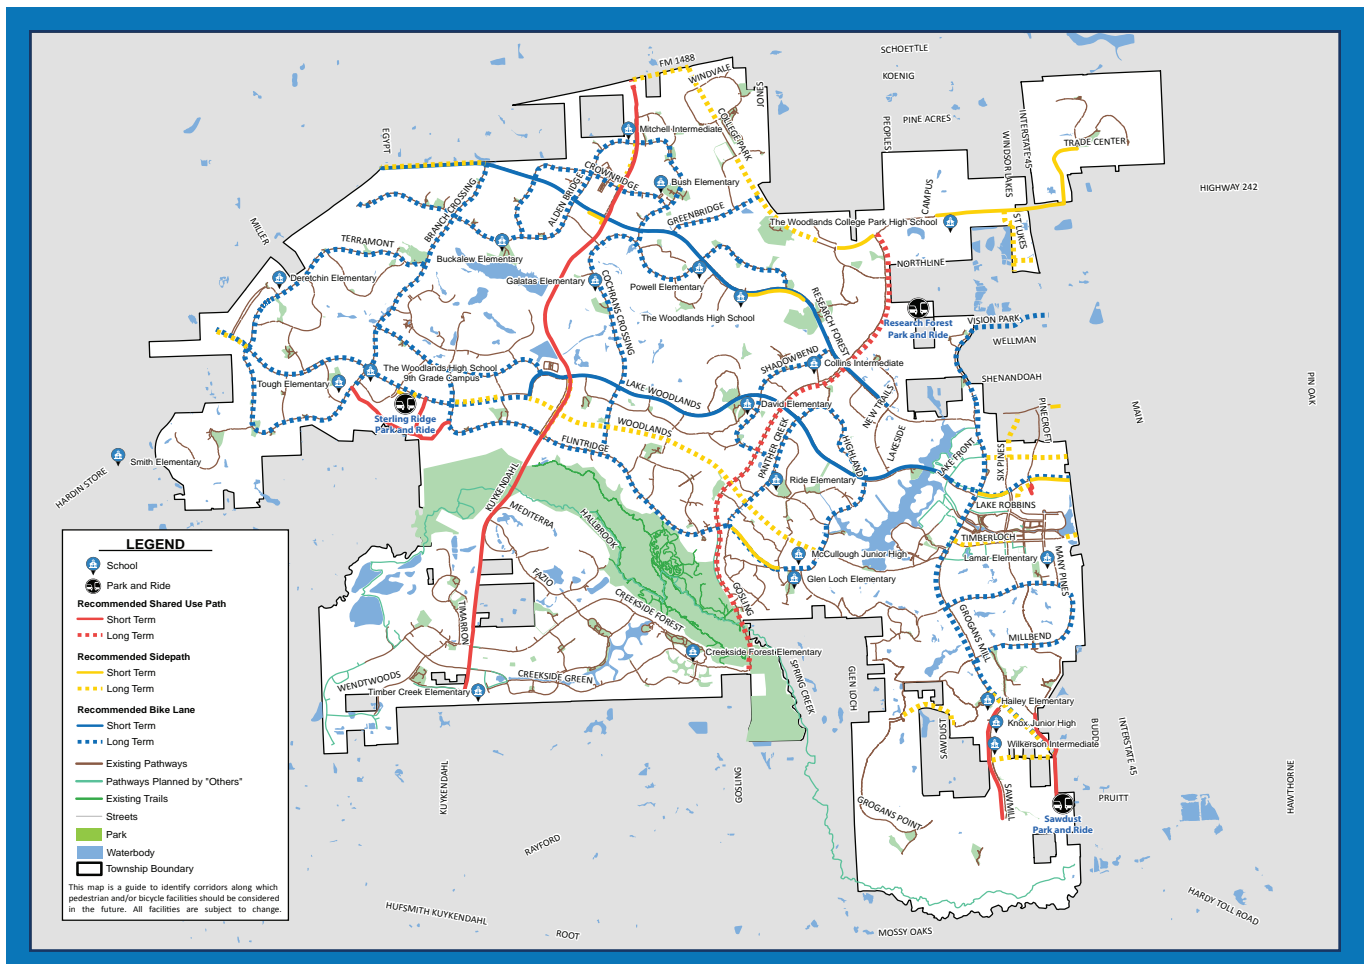 SCHOETTLE
FM 1488
WINDVALE
KOENIG
JONES
PEOPLES
PINE ACRES
INTERSTATE 45
COLLEGE PARK
Mitchell Intermediate
EGYPT
WINDSOR LAKES
TRADE CENTER
CROWNRIDGE
Bush Elementary
ALDEN BRIDGE
BRANCH CROSSING
CAMPUS
HIGHWAY 242
GREENBRIDGE
The Woodlands College Park High School
ST LUKES
MILLER
TERRAMONT
Buckalew Elementary
NORTHLINE
Deretchin Elementary
Galatas Elementary
COCHRANS CROSSING
Powell Elementary
RESEARCH FOREST
The Woodlands High School
Research Forest
Park and Ride
VISION PARK
WELLMAN
SHADOWBEND
Collins Intermediate
The Woodlands High School
9th Grade Campus
Tough Elementary
SHENANDOAH
PIN OAK
LAKE WOODLANDS
David Elementary
NEW TRAILS
PINECROFT
MAIN
Sterling Ridge
Park and Ride
WOODLANDS
FLINTRIDGE
PANTHER CREEK
HIGHLAND
LAKESIDE
LAKE FRONT
SIX PINES
Smith Elementary
HARDIN STORE
KUYKENDAHL
Ride Elementary
LAKE ROBBINS
MEDITERRA
HALLBROOK
TIMBERLOCH
McCullough Junior High
Lamar Elementary
MANY PINES
FAZIO
Glen Loch Elementary
GOSLING
TIMARRON
CREEKSIDE FOREST
GROGANS MILL
MILLBEND
Creekside Forest Elementary
SPRING CREEK
GLEN LOCH
WENDTWOODS
CREEKSIDE GREEN
Timber Creek Elementary
Hailey Elementary
Knox Junior High
Wilkerson Intermediate
SAWDUST
BUDDE
INTERSTATE 45
KUYKENDAHL
GOSLING
HAWTHORNE
SAWMILL
PRUITT
GROGANS POINT
Sawdust
Park and Ride
RAYFORD
HUFSMITH KUYKENDAHL
ROOT
MOSSY OAKS
HARDY TOLL ROAD
LEGEND
School
Park and Ride
Recommended Shared Use Path
Short Term
Long Term
Recommended Sidepath
Short Term
Long Term
Recommended Bike Lane
Short Term
Long Term
Existing Pathways
Pathways Planned by "Others"
Existing Trails
Streets
Park
Waterbody
Township Boundary
This map is a guide to identify corridors along which
pedestrian and/or bicycle facilities should be considered
in the future. All facilities are subject to change.